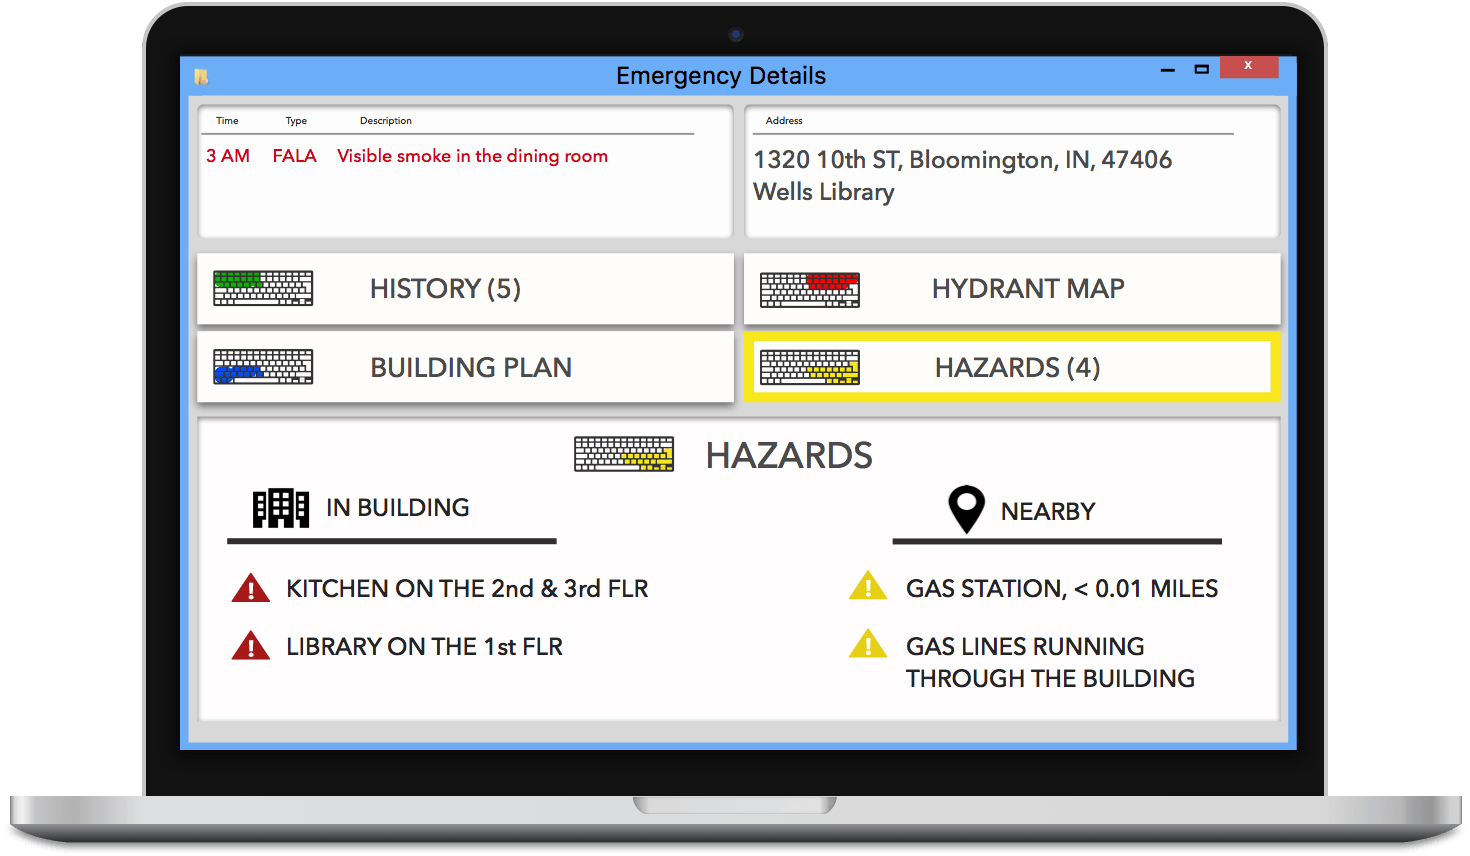 Emergency Details
x
Time Type Description
3 AM FALA Visible smoke in the dining room
Address
1320 10th ST, Bloomington, IN, 47406
Wells Library
HISTORY (5)
HYDRANT MAP
BUILDING PLAN
HAZARDS (4)
HAZARDS
IN BUILDING
KITCHEN ON THE 2nd & 3rd FLR
LIBRARY ON THE 1st FLR
NEARBY
GAS STATION, < 0.01 MILES
GAS LINES RUNNING
THROUGH THE BUILDING